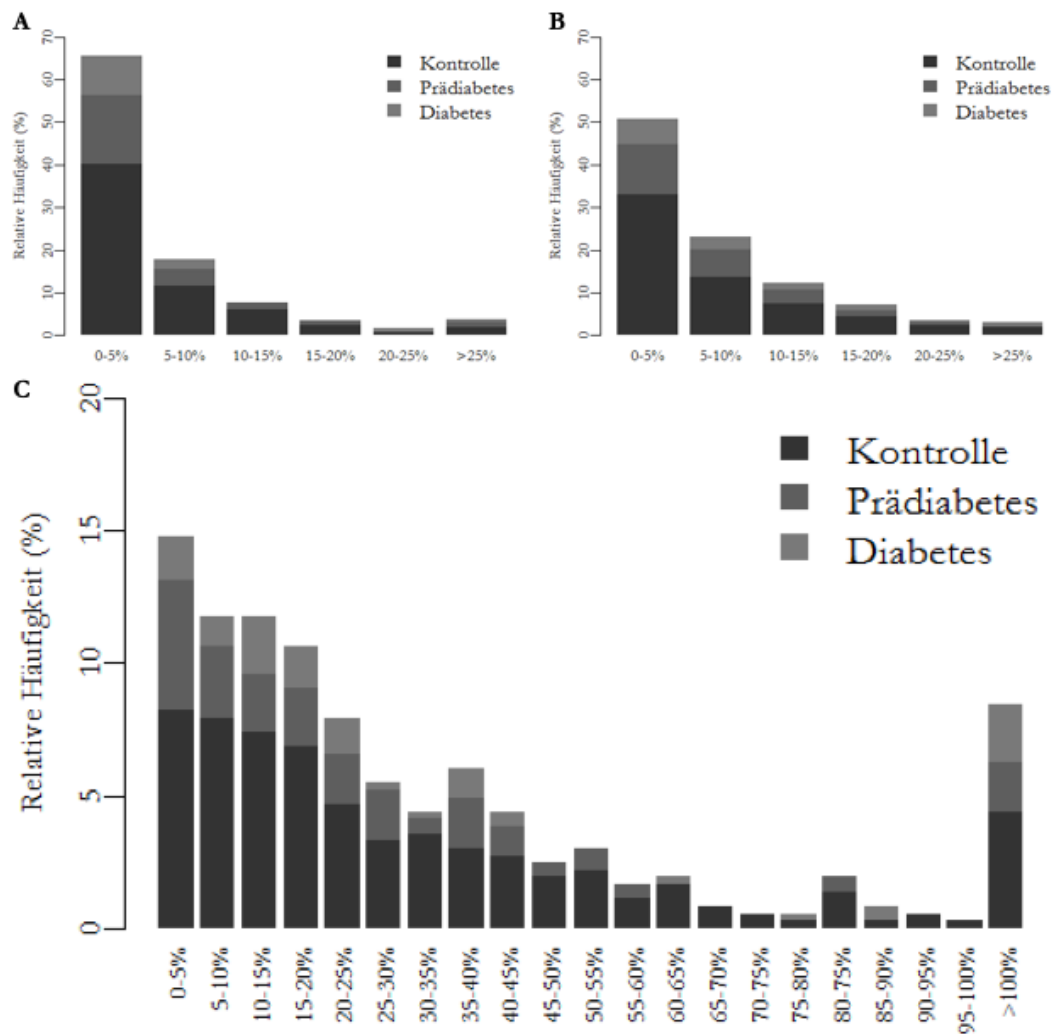 A
Relative Häufigkeit (%)
70
60
50
40
30
20
10
0
Kontrolle
Prädiabetes
Diabetes
0-5% 5-10% 10-15% 15-20% 20-25% >25%
B
Relative Häufigkeit (%)
70
60
50
40
30
20
10
0
Kontrolle
Prädiabetes
Diabetes
0-5% 5-10% 10-15% 15-20% 20-25% >25%
C
Relative Häufigkeit (%)
20
15
10
5
0
Kontrolle
Prädiabetes
Diabetes
0-5%
5-10%
10-15%
15-20%
20-25%
25-30%
30-35%
35-40%
40-45%
45-50%
50-55%
55-60%
60-65%
65-70%
70-75%
75-80%
80-75%
85-90%
90-95%
95-100%
>100%